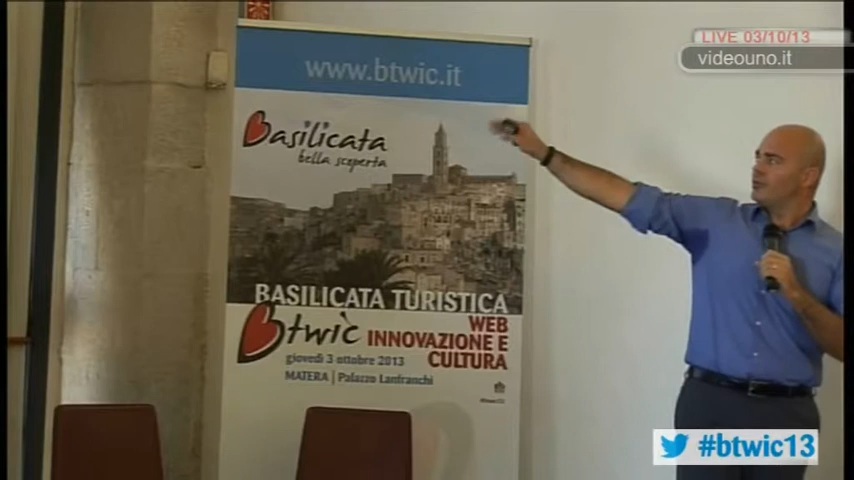 LIVE 03/10/13
videouno.it
www.btwic.it
Basilicata
bella scoperta
BASILICATA TURISTICA
Btwic
WEB
INNOVAZIONE E
CULTURA
giovedì 3 ottobre 2013
MATERA | Palazzo Lanfranchi
#btwic13